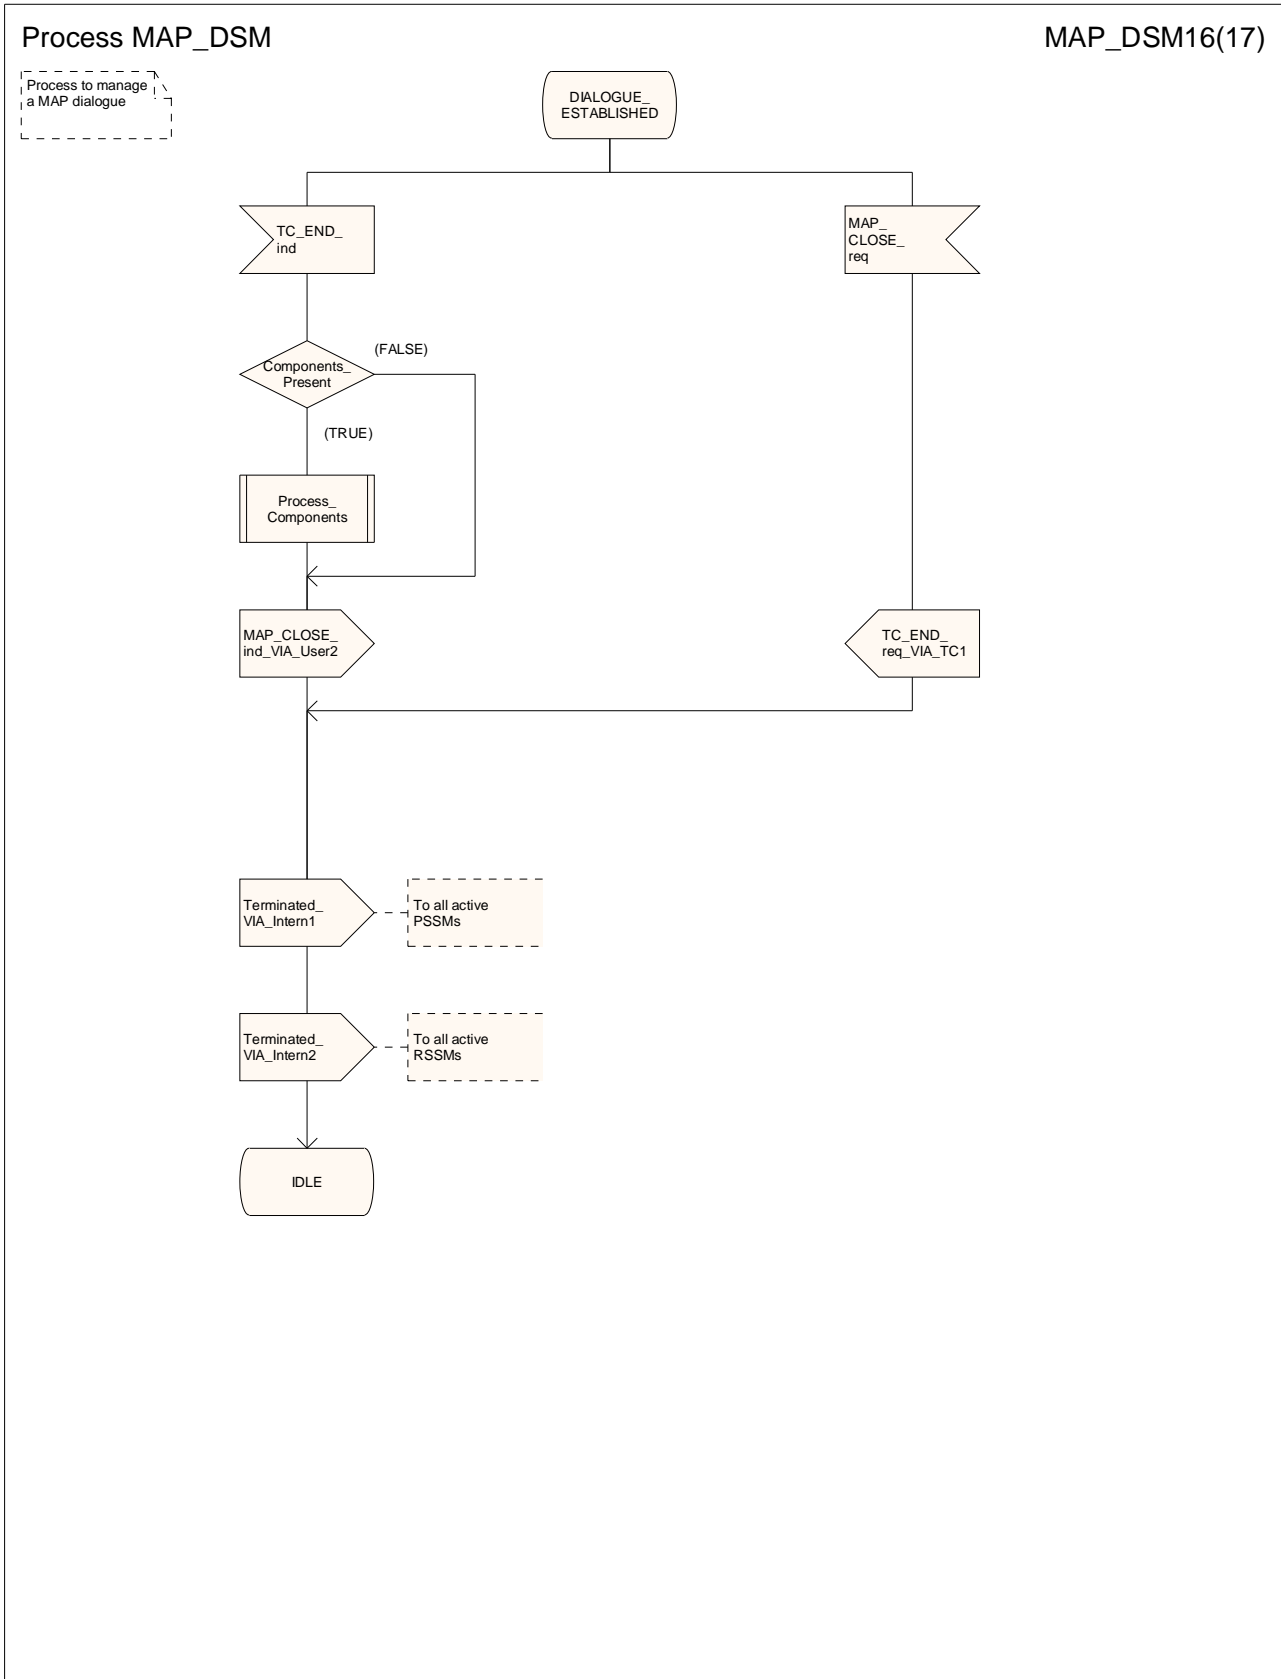 Process MAP_DSM
MAP_DSM16(17)
Process to manage
a MAP dialogue
DIALOGUE_
ESTABLISHED
TC_END_
ind
MAP_
CLOSE_
req
Components_
Present
(FALSE)
(TRUE)
Process_
Components
MAP_CLOSE_
ind_VIA_User2
TC_END_
req_VIA_TC1
Terminated_
VIA_Intern1
To all active
PSSMs
Terminated_
VIA_Intern2
To all active
RSSMs
IDLE